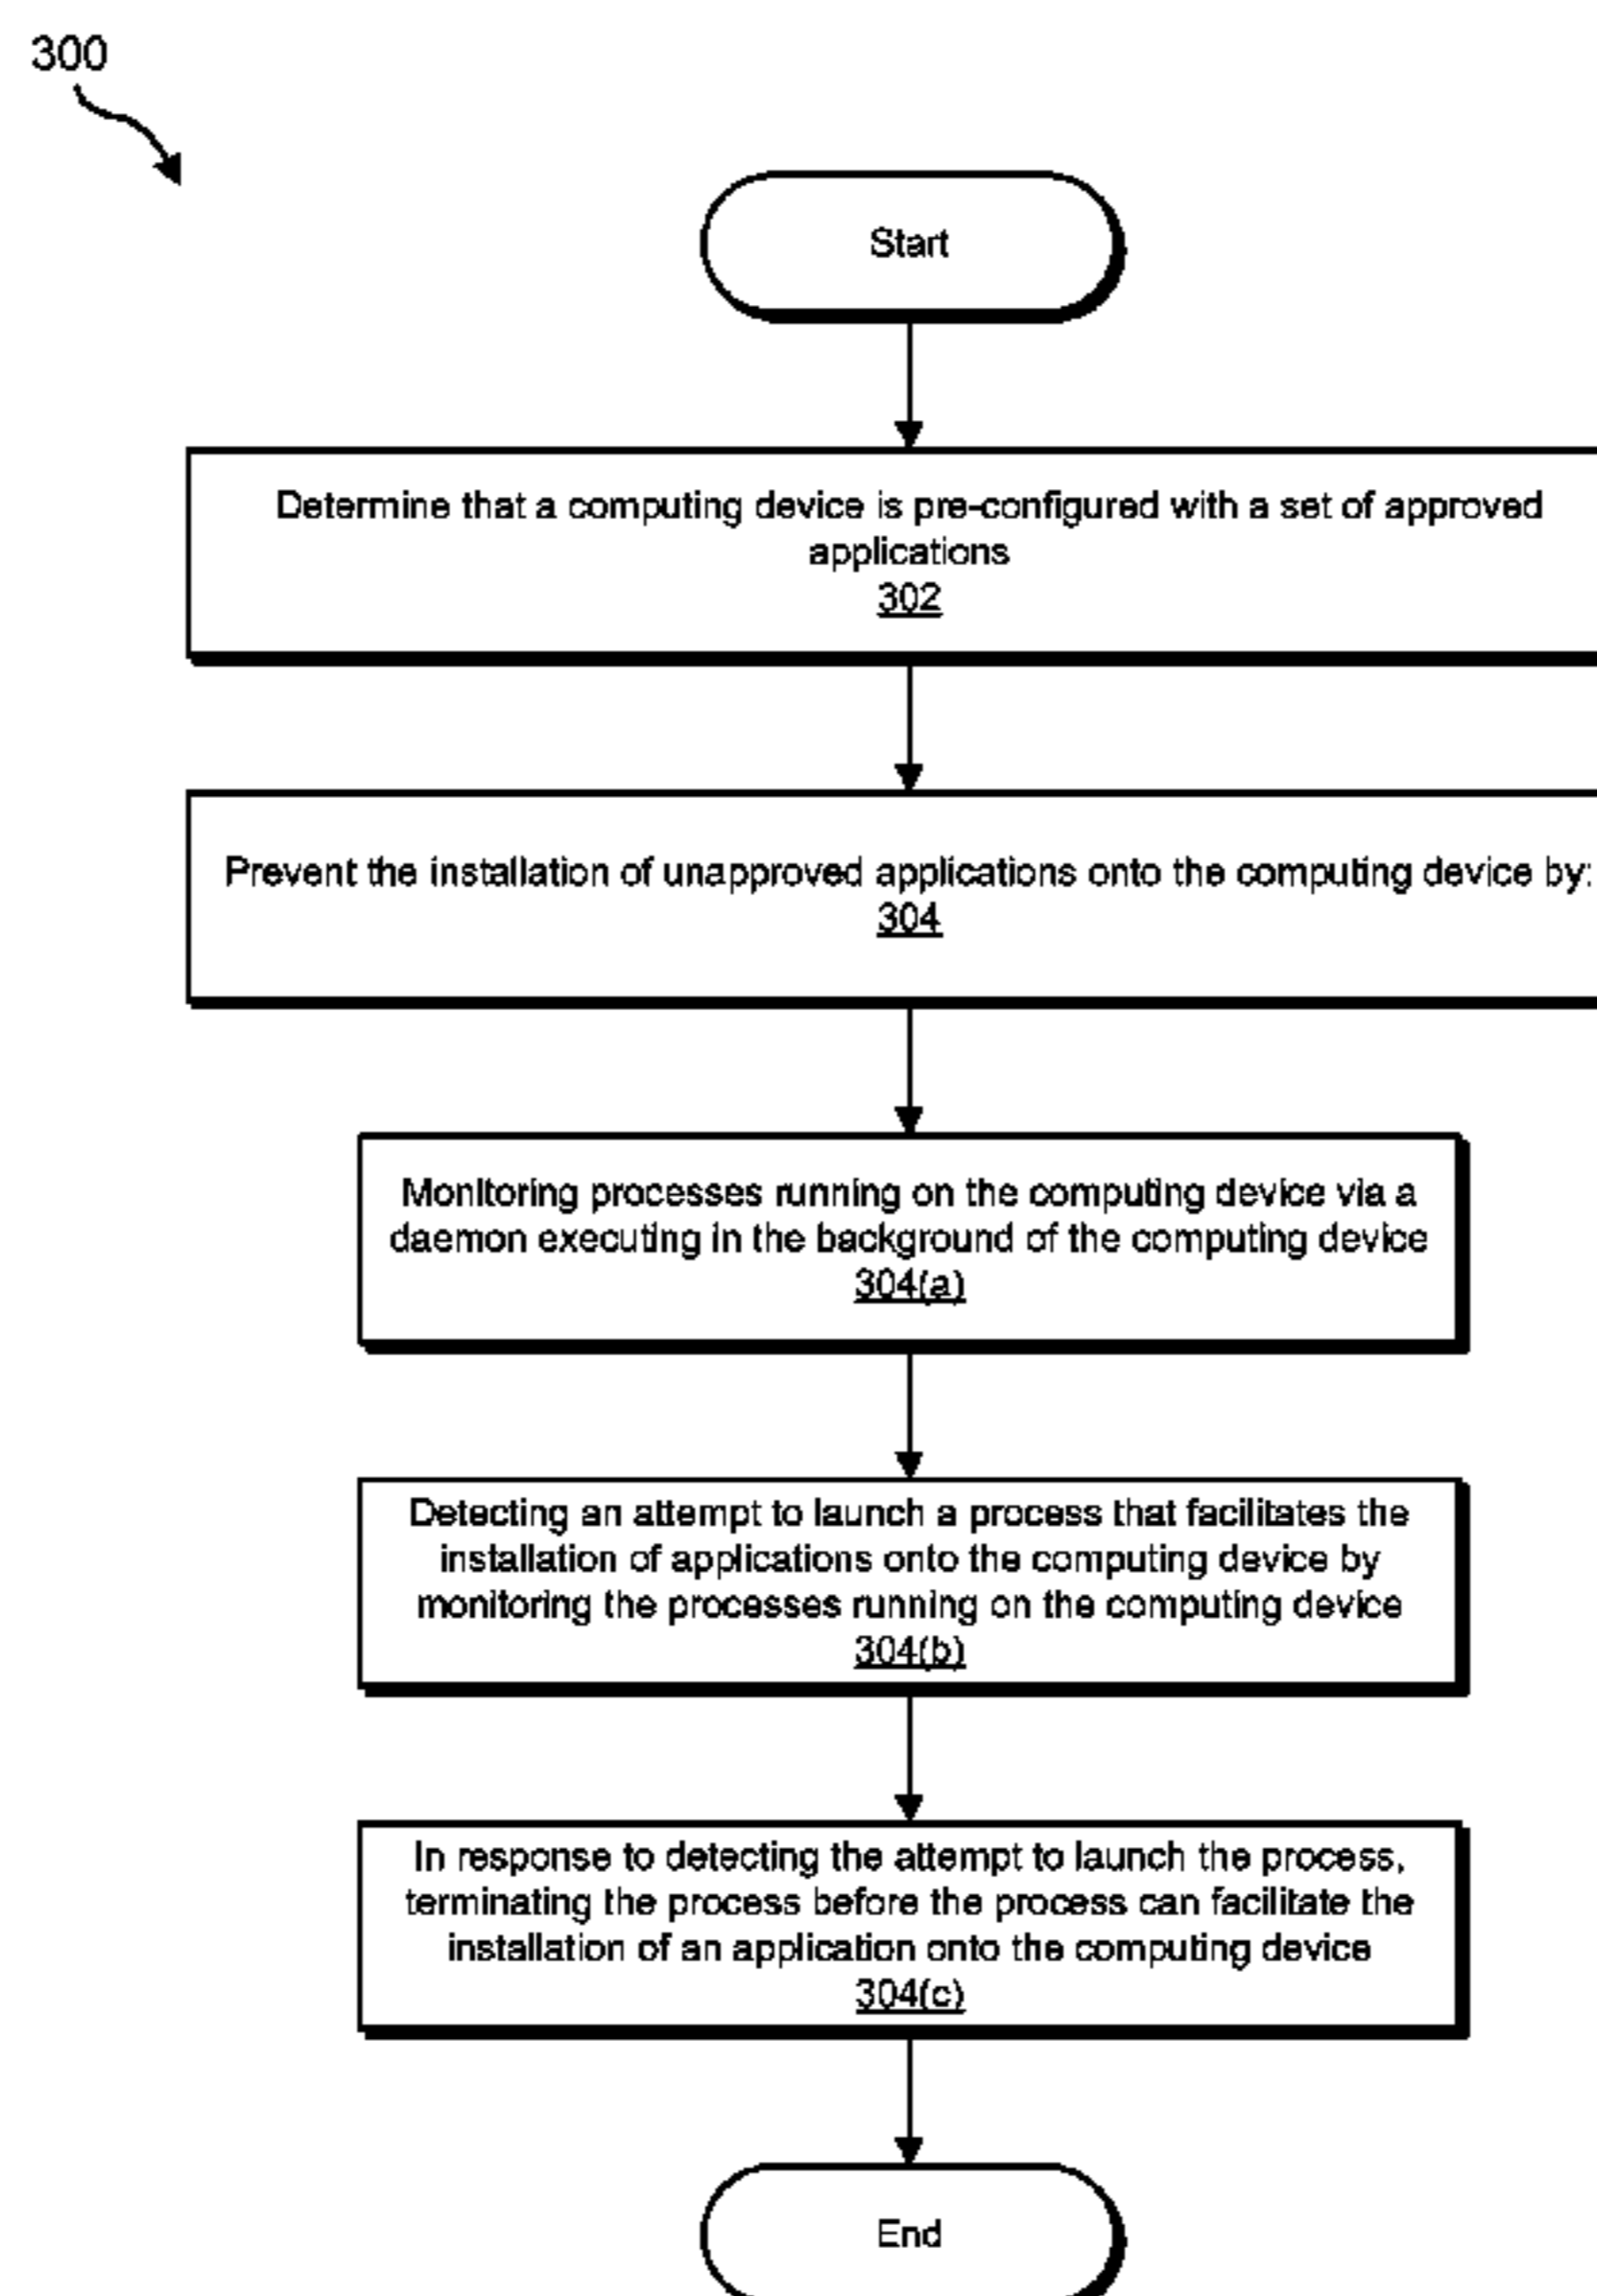 300
Start
Determine that a computing device is pre-configured with a set of approved
applications
302
Prevent the installation of unapproved applications onto the computing device by:
304
Monitoring processes running on the computing device via a
daemon executing in the background of the computing device
304(a)
Detecting an attempt to launch a process that facilitates the
installation of applications onto the computing device by
monitoring the processes running on the computing device
304(b)
In response to detecting the attempt to launch the process,
terminating the process before the process can facilitate the
installation of an application onto the computing device
304(c)
End